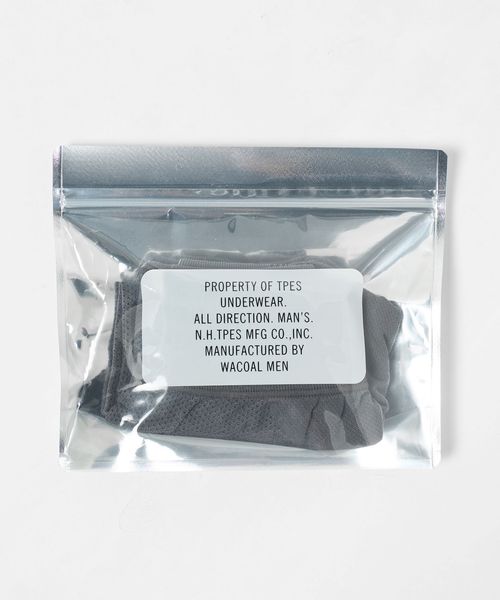 PROPERTY OF TPES
UNDERWEAR.
ALL DIRECTION. MAN'S.
N.H.TPES MFG CO.,INC.
MANUFACTURED BY
WACOAL MEN